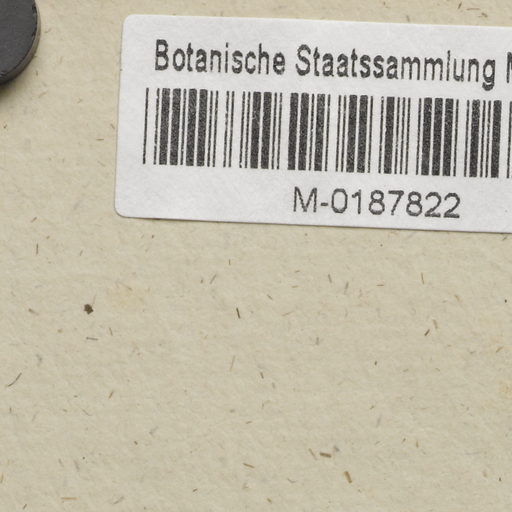 Botanische Staatssammlung
M-0187822